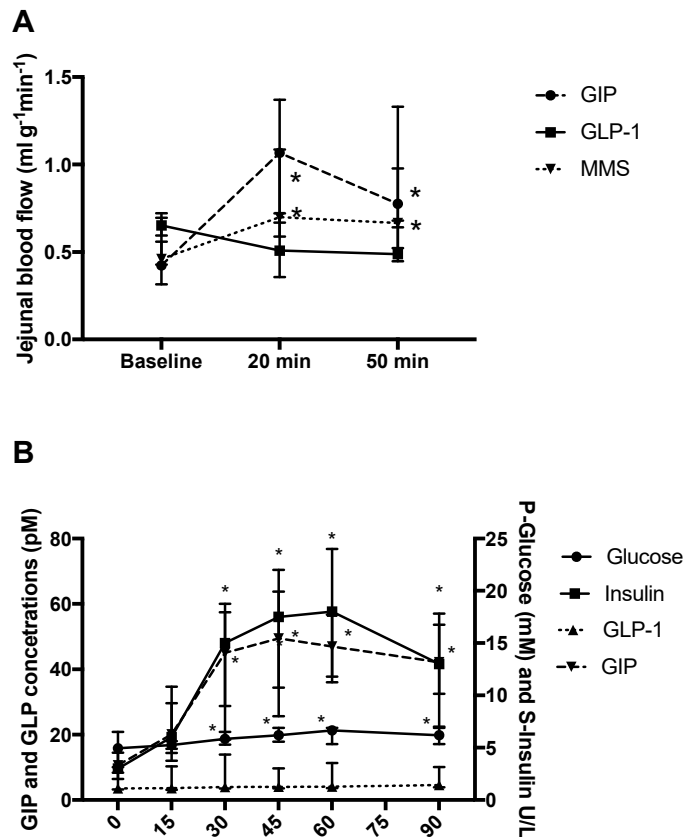 A
Jejunal blood flow (ml g-1min-1)
1.5
1.0
0.5
0.0
Baseline 20 min 50 min
* * * *
GIP
GLP-1
MMS
B
GIP and GLP concetrations (pM)
80
60
40
20
0
0 15 30 45 60 75 90
* * * *
* * * *
* * * *
25
20
15
10
5
0
P-Glucose (mM) and S-Insulin U/L
Glucose
Insulin
GLP-1
GIP